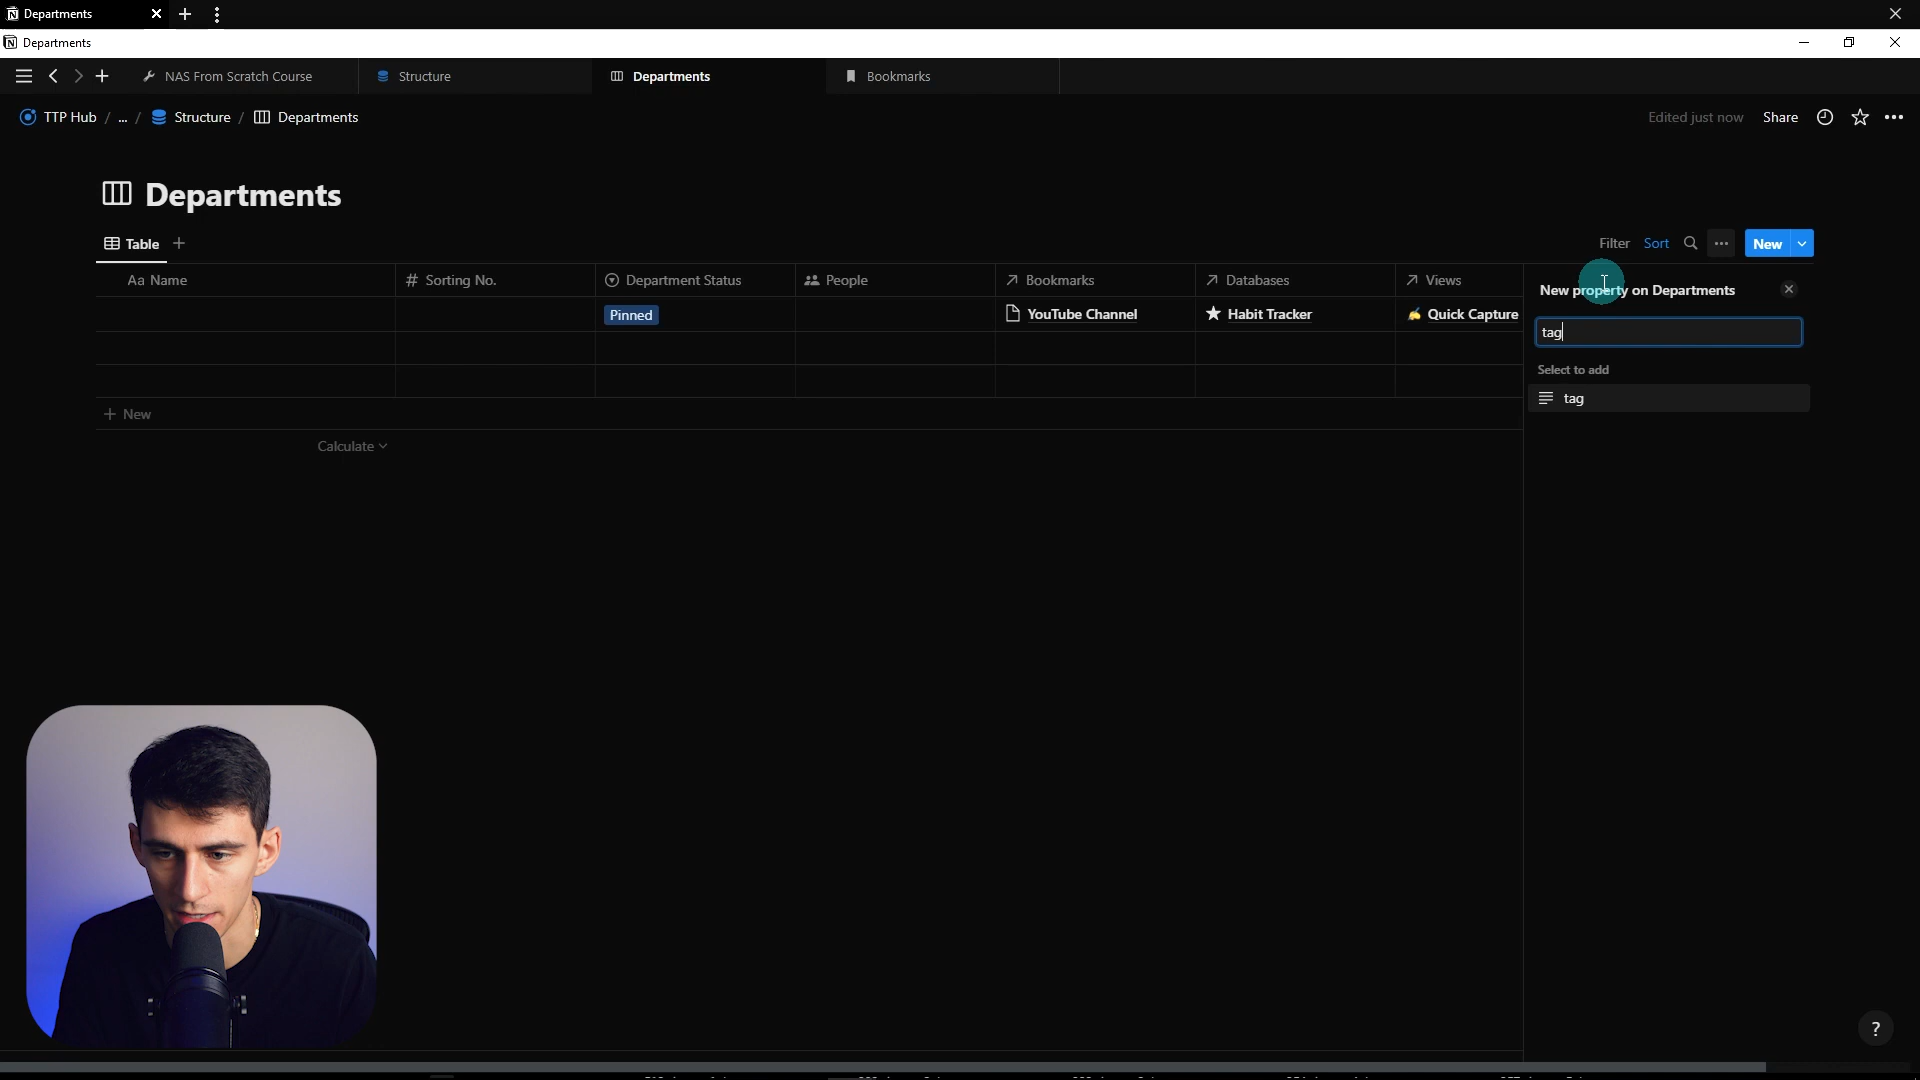 Departments
Departments
NAS From Scratch Course
Structure
Departments
Bookmarks
TTP Hub / ... / Structure / Departments
Edited just now
Share
Departments
Table
Filter
Sort
New
Aa Name
# Sorting No.
Department Status
People
Bookmarks
Databases
Views
New property on Departments
Pinned
YouTube Channel
Habit Tracker
Quick Capture
tag
Select to add
tag
+ New
Calculate
?